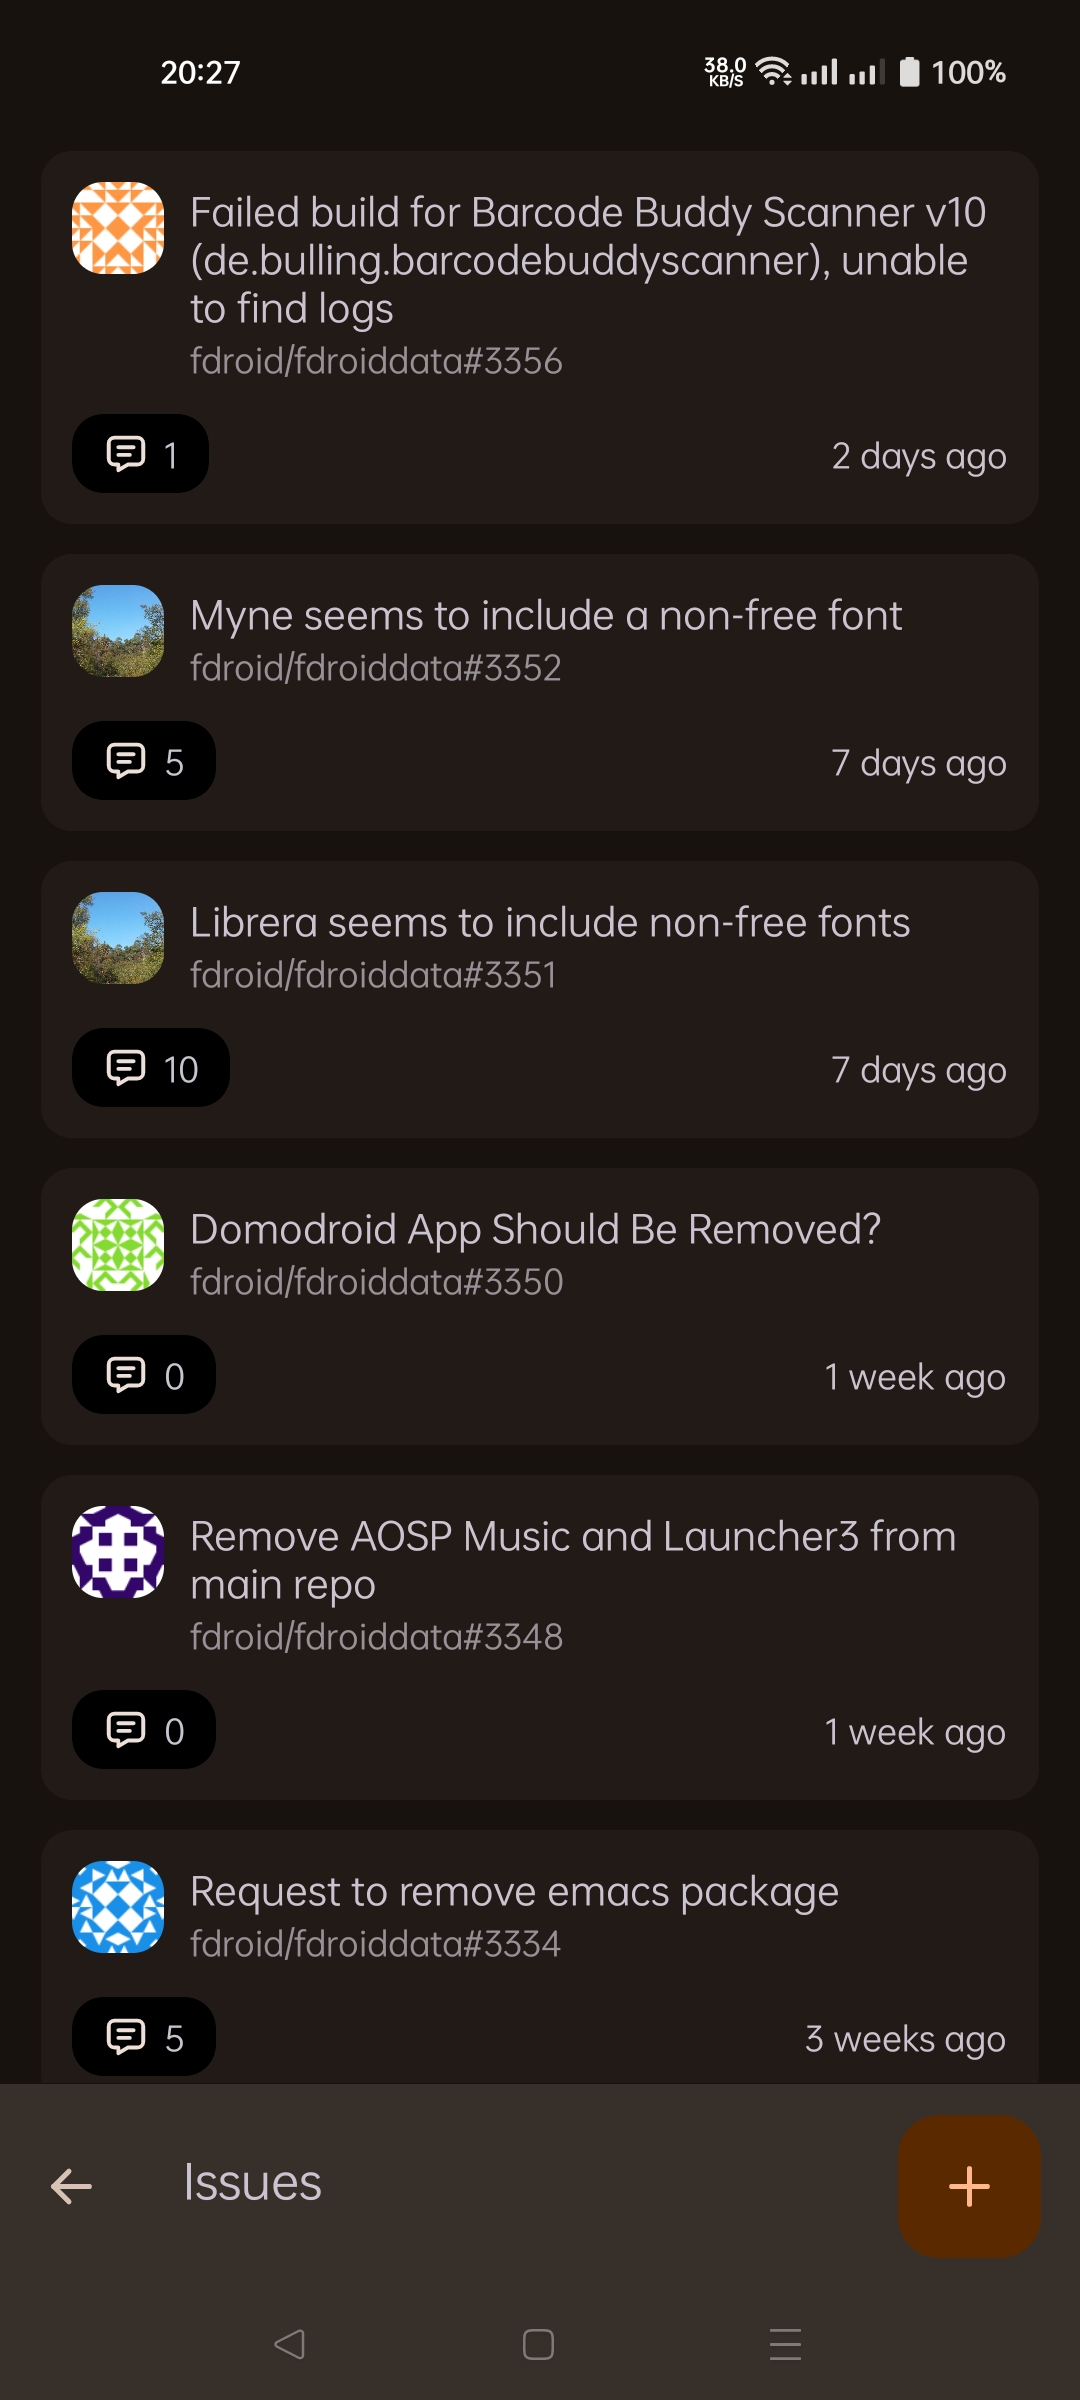 20:27
38.0
KB/S
100%
Failed build for Barcode Buddy Scanner v10
(de.bulling.barcodebuddyscanner), unable
to find logs
fdroid/fdroiddata#3356
1
2 days ago
Myne seems to include a non-free font
fdroid/fdroiddata#3352
5
7 days ago
Librera seems to include non-free fonts
fdroid/fdroiddata#3351
10
7 days ago
Domodroid App Should Be Removed?
fdroid/fdroiddata#3350
0
1 week ago
Remove AOSP Music and Launcher3 from
main repo
fdroid/fdroiddata#3348
0
1 week ago
Request to remove emacs package
fdroid/fdroiddata#3334
5
3 weeks ago
Issues